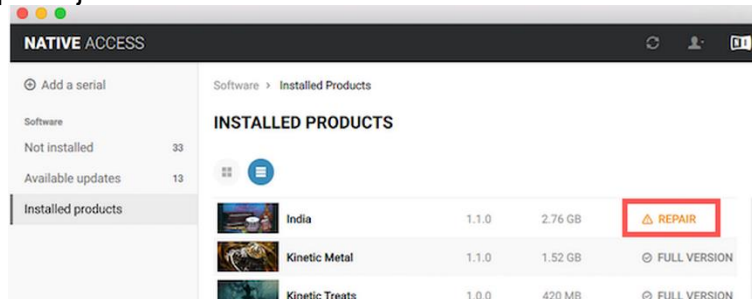 NATIVE ACCESS
Add a serial
Software > Installed Products
Software
INSTALLED PRODUCTS
Not installed 33
Available updates 13
Installed products
India 1.1.0 2.76 GB REPAIR
Kinetic Metal 1.1.0 1.52 GB FULL VERSION
Kinetic Treats 1.0.0 420 MB FULL VERSION